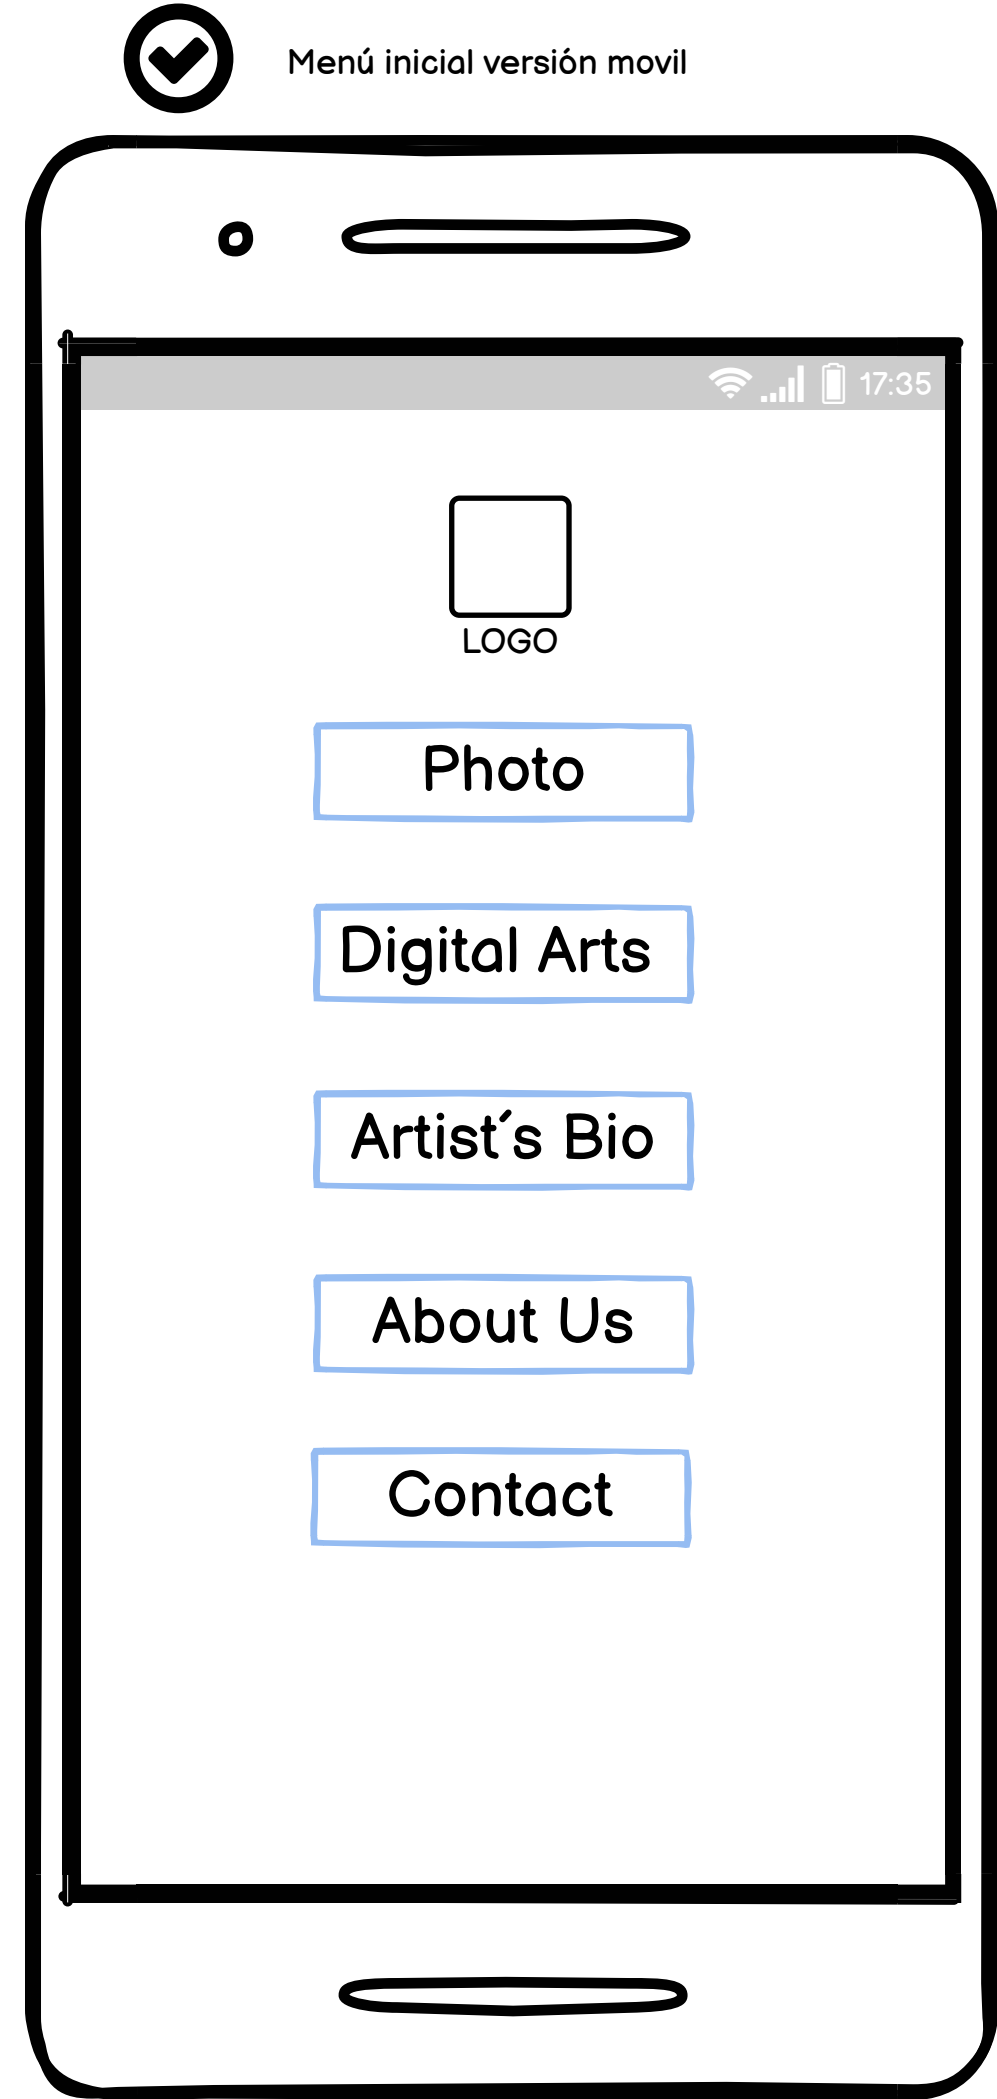 Menú inicial versión movil
17:35
LOGO
Photo
Digital Arts
Artist´s Bio
About Us
Contact